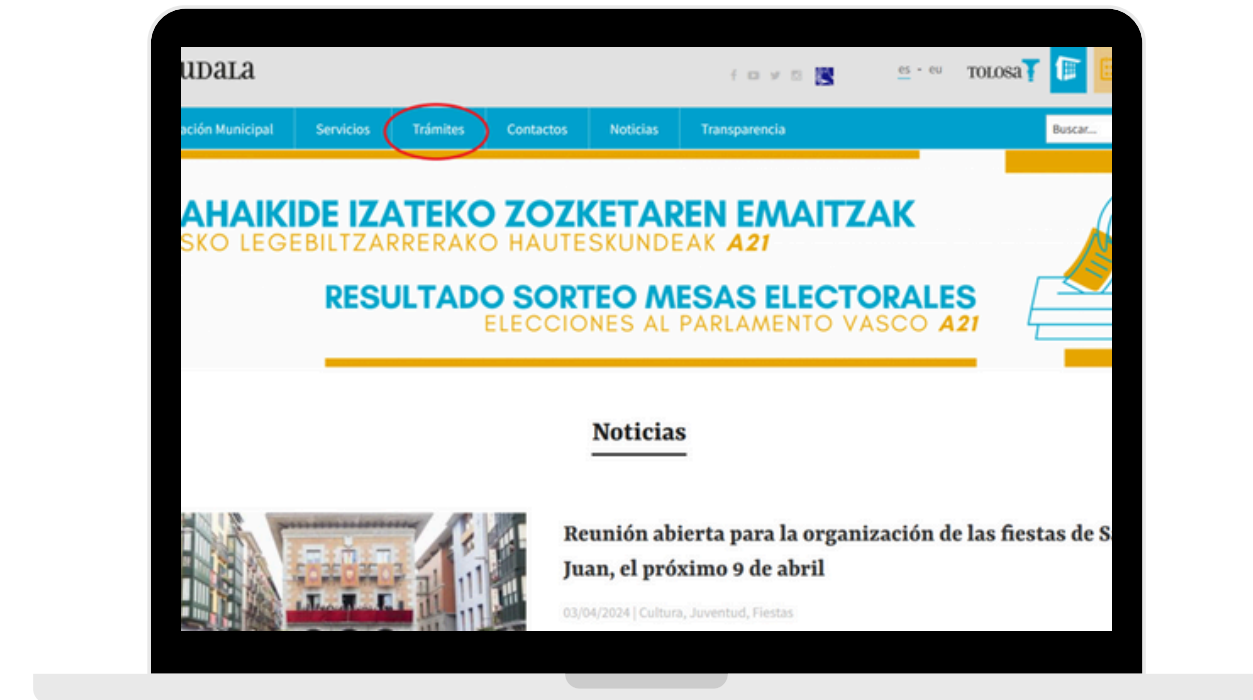 UDaLa
es - eu
TOLOSA
ación Municipal
Servicios
Trámites
Contactos
Noticias
Transparencia
Buscar...
AHAIKIDE IZATEKO ZOZKETAREN EMAITZAK
SKO LEGEBILTZARRERAKO HAUTESKUNDEAK A21
RESULTADO SORTEO MESAS ELECTORALES
ELECCIONES AL PARLAMENTO VASCO A21
Noticias
Reunión abierta para la organización de las fiestas de S
Juan, el próximo 9 de abril
03/04/2024 | Cultura, Juventud, Fiestas